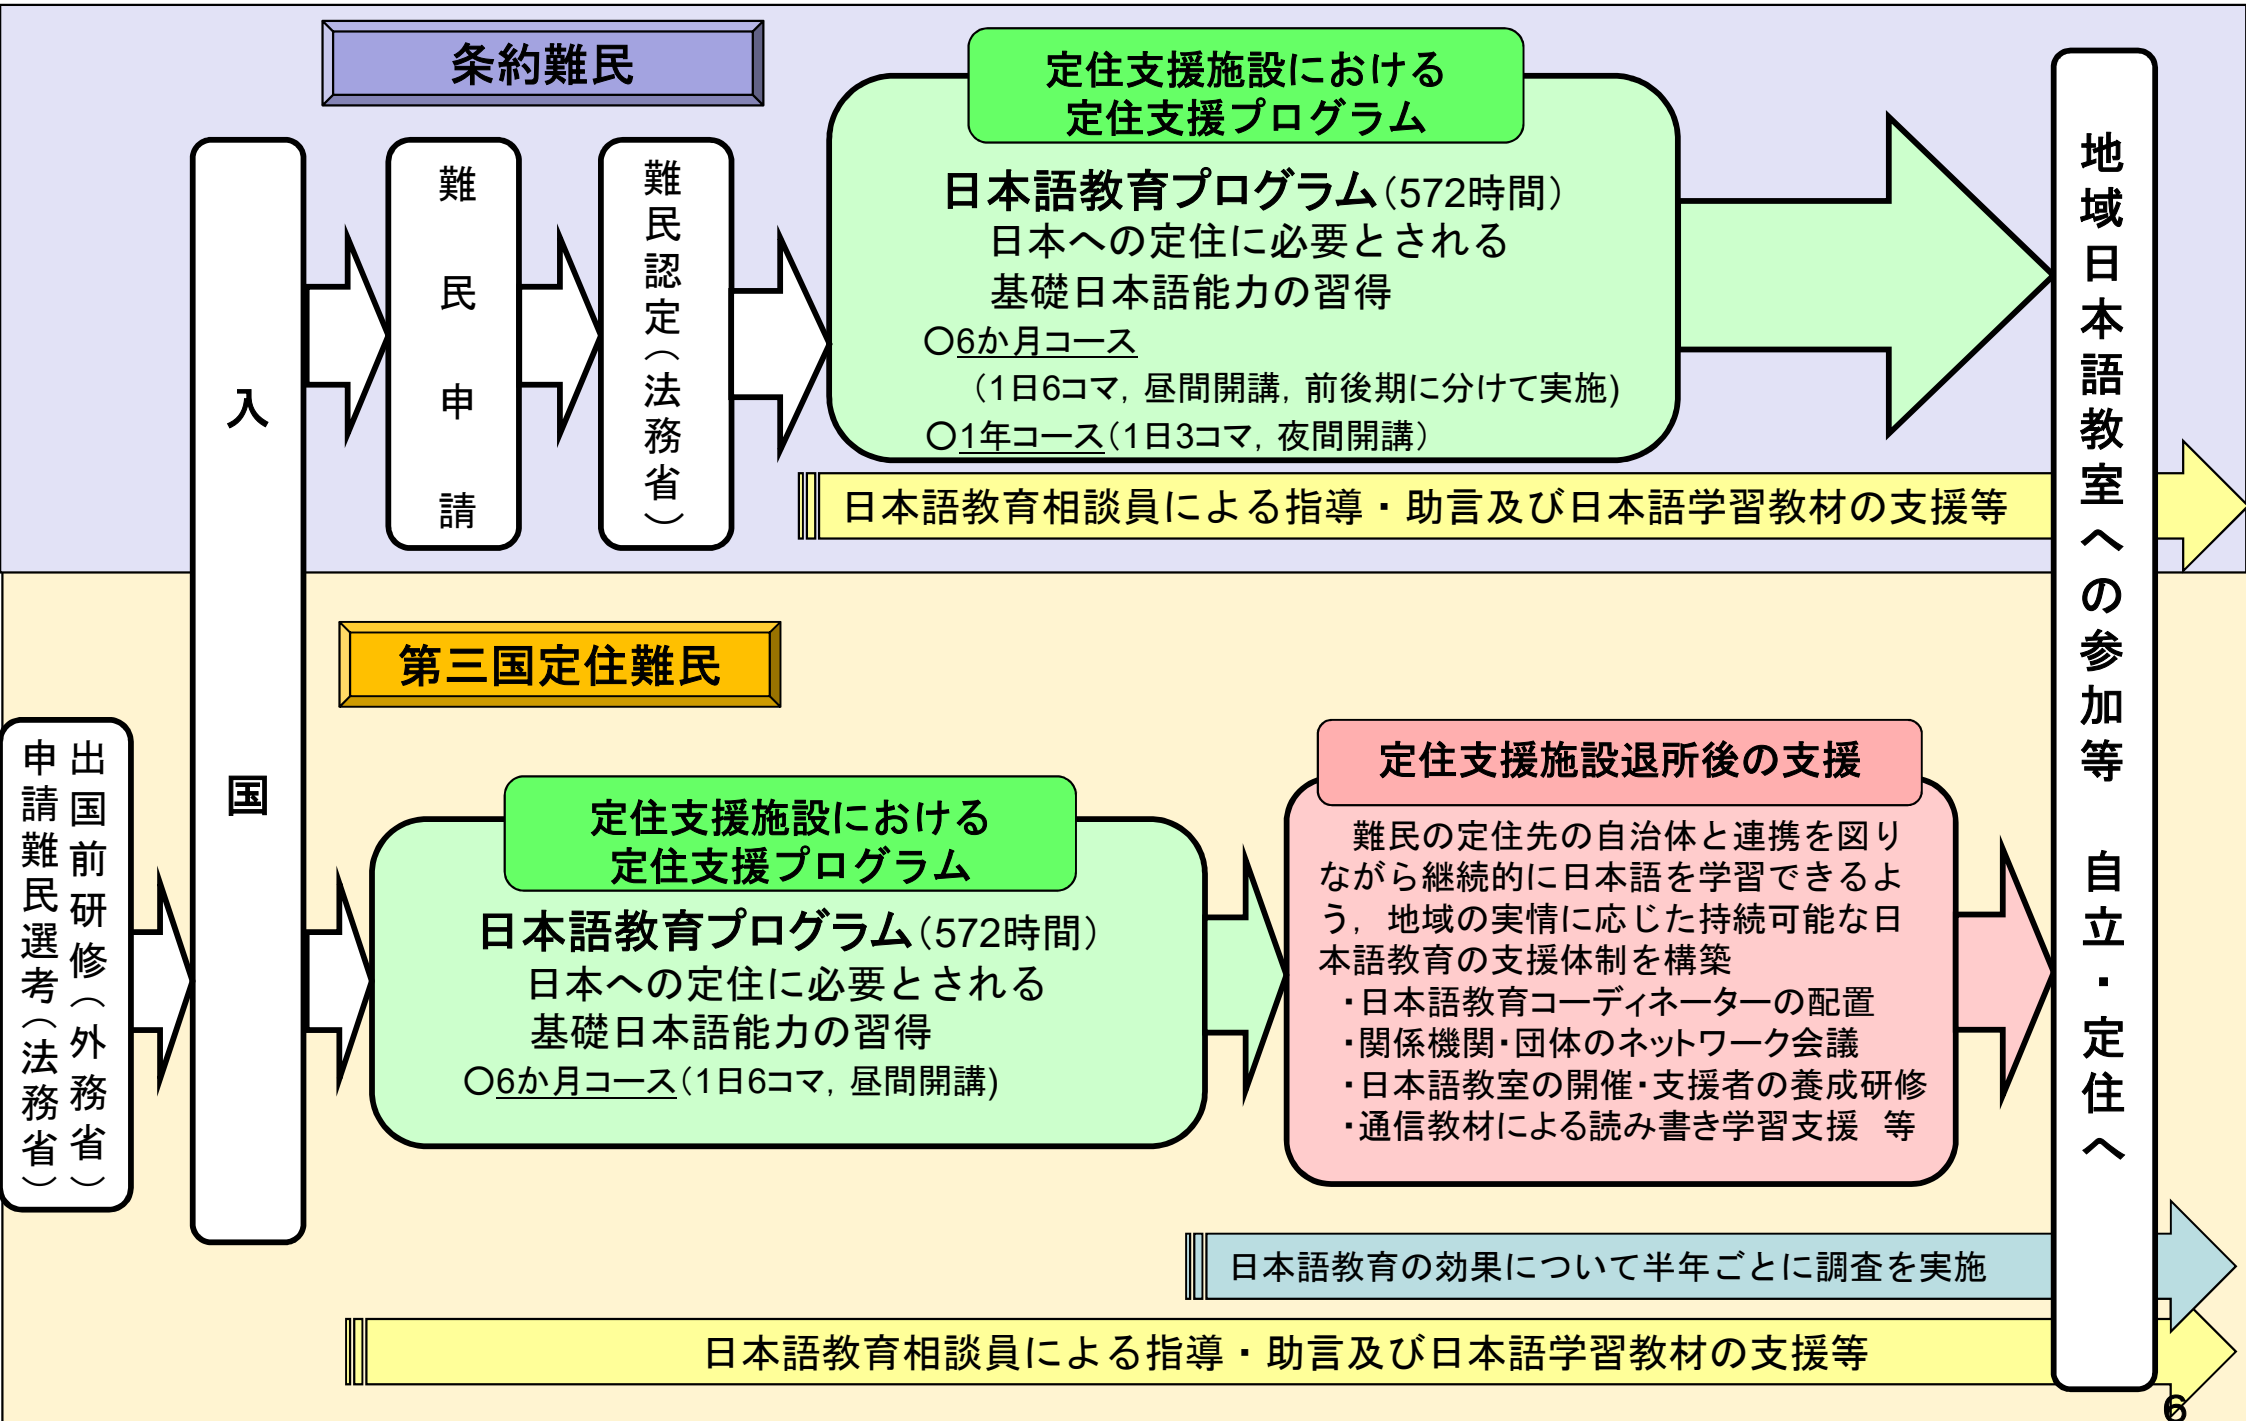 条約難民
入国
難民申請
難民認定（法務省）
定住支援施設における
定住支援プログラム
日本語教育プログラム（572時間）
日本への定住に必要とされる
基礎日本語能力の習得
○6か月コース
（1日6コマ，昼間開講，前後期に分けて実施)
○1年コース（1日3コマ，夜間開講）
日本語教育相談員による指導・助言及び日本語学習教材の支援等
地域日本語教室への参加等　自立・定住へ
第三国定住難民
出国前研修（外務省）
申請難民選考（法務省）
定住支援施設における
定住支援プログラム
日本語教育プログラム（572時間）
日本への定住に必要とされる
基礎日本語能力の習得
○6か月コース（1日6コマ，昼間開講)
定住支援施設退所後の支援
難民の定住先の自治体と連携を図り
ながら継続的に日本語を学習できるよ
う，地域の実情に応じた持続可能な日
本語教育の支援体制を構築
・日本語教育コーディネーターの配置
・関係機関・団体のネットワーク会議
・日本語教室の開催・支援者の養成研修
・通信教材による読み書き学習支援　等
日本語教育の効果について半年ごとに調査を実施
日本語教育相談員による指導・助言及び日本語学習教材の支援等
6